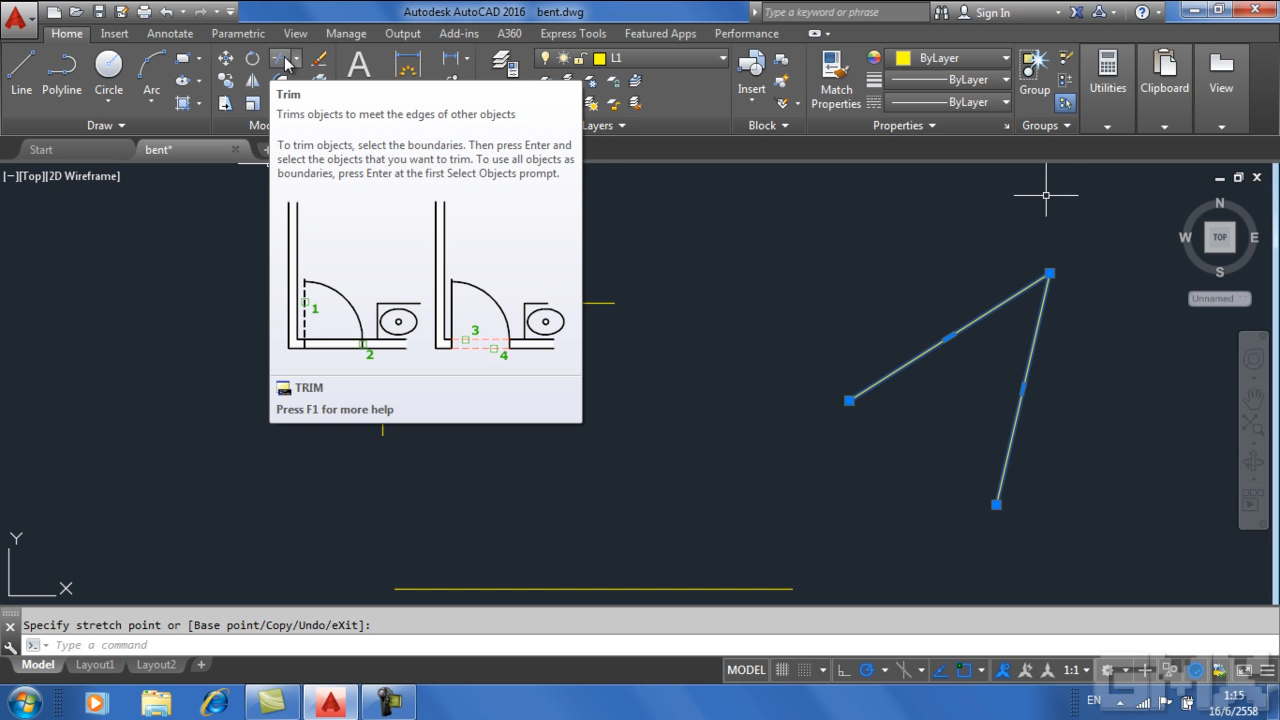 Autodesk AutoCAD 2016 bent.dwg
Type a keyword or phrase
Sign In
Home Insert Annotate Parametric View Manage Output Add-ins A360 Express Tools Featured Apps Performance
L1
ByLayer
Line Polyline Circle Arc
Insert
Match
Properties
ByLayer
ByLayer
Group
Utilities Clipboard View
Draw
Block
Properties
Groups
Start bent*
Trim
Trims objects to meet the edges of other objects
To trim objects, select the boundaries. Then press Enter and
select the objects that you want to trim. To use all objects as
boundaries, press Enter at the first Select Objects prompt.
1
2
3
4
TRIM
Press F1 for more help
[−][Top][2D Wireframe]
N
W TOP E
S
Unnamed
Y
X
Specify stretch point or [Base point/Copy/Undo/eXit]:
Type a command
Model Layout1 Layout2
MODEL
1:1
EN
1:15
16/6/2558